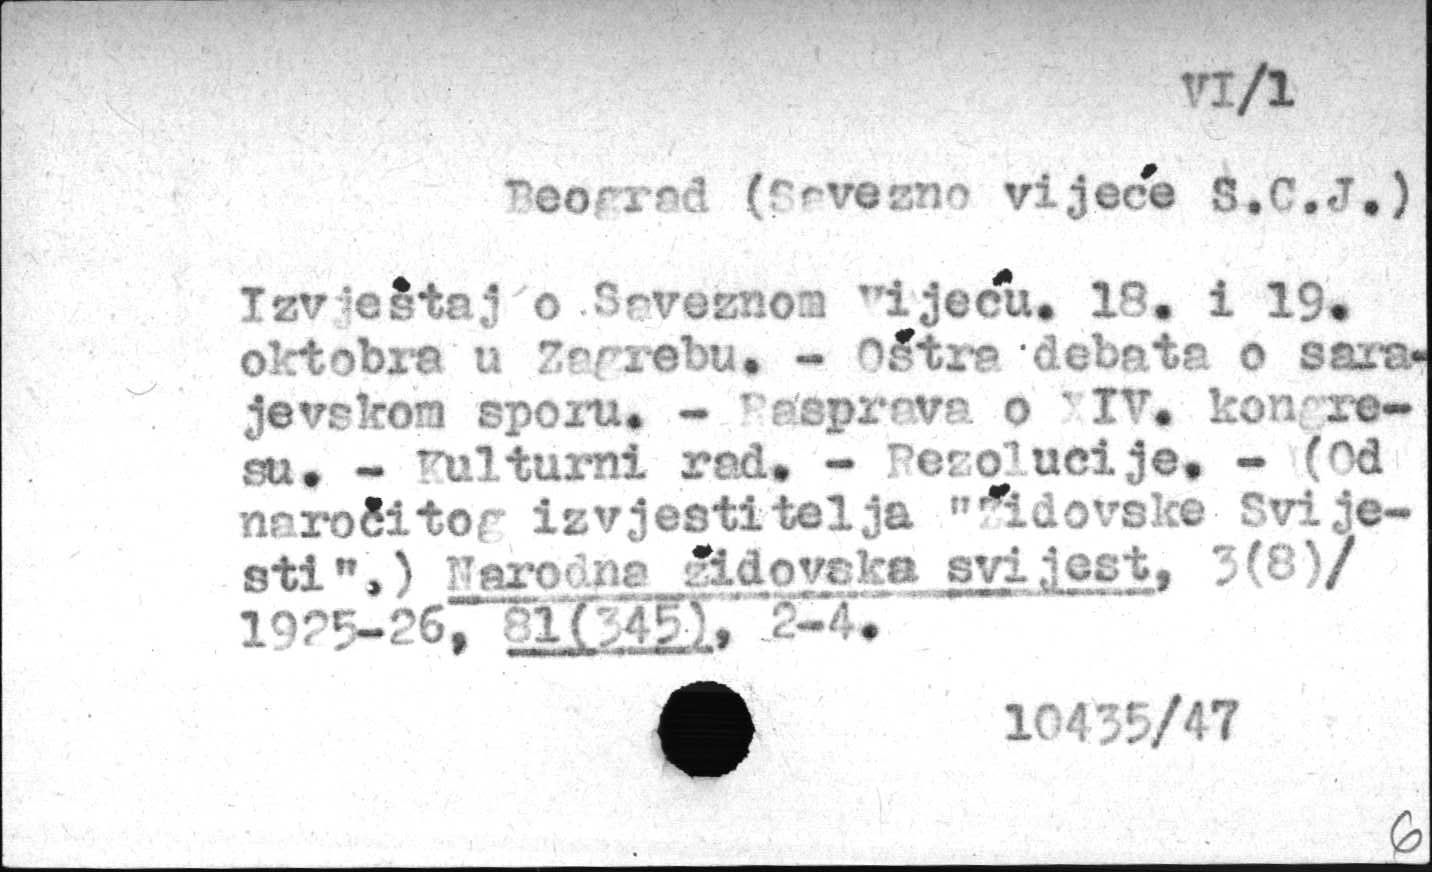 VI/1
Beograd (Savezno vijeće S.C.J.)
Izvještaj o Saveznom Vijeću. 18. i 19.
oktobra u Zagrebu. - Oštra debata o sara-
jevskom sporu. - Rasprava o XIV. kongre-
su. - Kulturni rad. - Rezolucije. - (Od
naročitog izvjestitelja "Židovske Svije-
sti".) Narodna židovska svijest, 3(8)/
1925-26, 81(345), 2-4.
10435/47
6